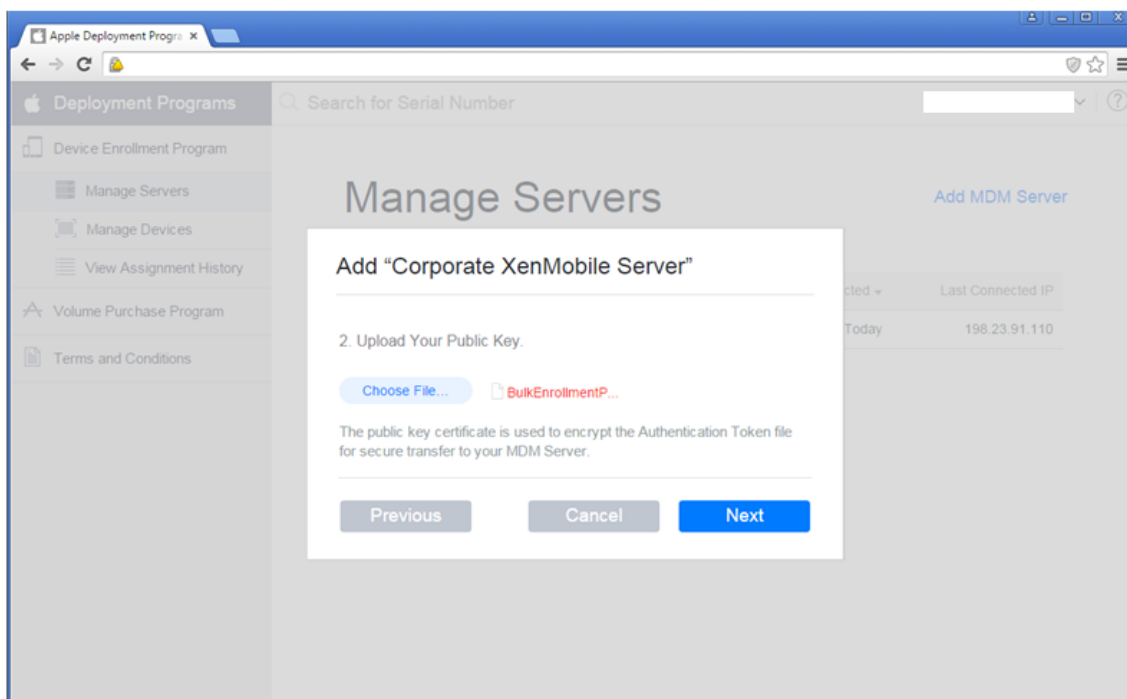 Apple Deployment Progra
Deployment Programs
Search for Serial Number
Device Enrollment Program
Manage Servers
Manage Devices
View Assignment History
Volume Purchase Program
Terms and Conditions
Manage Servers
Add MDM Server
cted
Last Connected IP
Today
198.23.91.110
Add “Corporate XenMobile Server”
2. Upload Your Public Key.
Choose File... BulkEnrollmentP...
The public key certificate is used to encrypt the Authentication Token file
for secure transfer to your MDM Server.
Previous Cancel Next